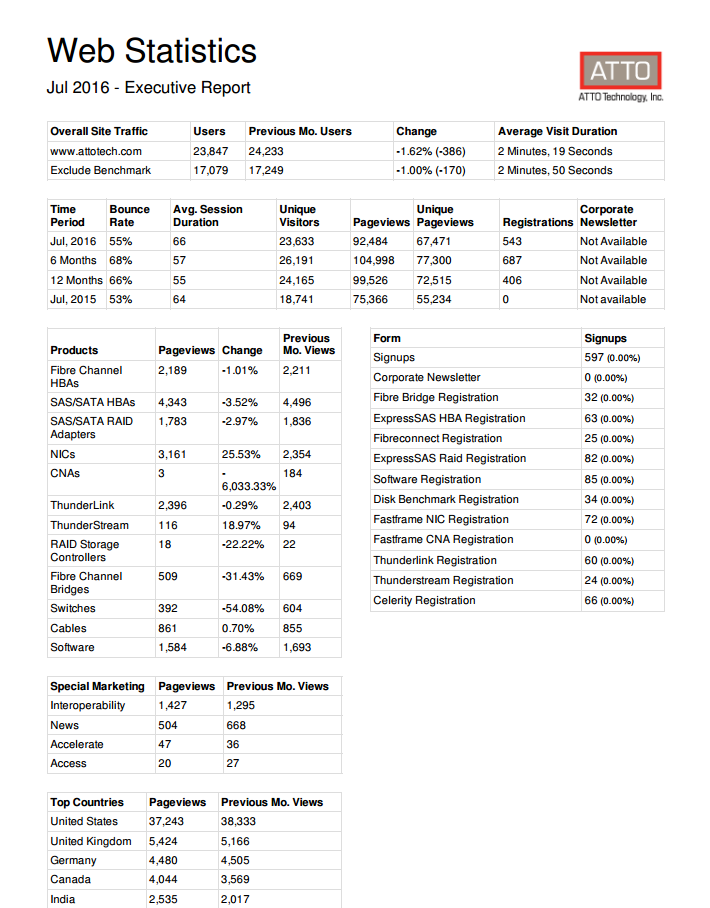 Web Statistics
Jul 2016 - Executive Report
ATTO
ATTO Technology, Inc.
Overall Site Traffic Users Previous Mo. Users Change Average Visit Duration
www.attotech.com 23,847 24,233 -1.62% (-386) 2 Minutes, 19 Seconds
Exclude Benchmark 17,079 17,249 -1.00% (-170) 2 Minutes, 50 Seconds
Time Period Bounce Rate Avg. Session Duration Unique Visitors Pageviews Unique Pageviews Registrations Corporate Newsletter
Jul, 2016 55% 66 23,633 92,484 67,471 543 Not Available
6 Months 68% 57 26,191 104,998 77,300 687 Not Available
12 Months 66% 55 24,165 99,526 72,515 406 Not Available
Jul, 2015 53% 64 18,741 75,366 55,234 0 Not available
Products Pageviews Change Previous Mo. Views
Fibre Channel HBAs 2,189 -1.01% 2,211
SAS/SATA HBAs 4,343 -3.52% 4,496
SAS/SATA RAID Adapters 1,783 -2.97% 1,836
NICs 3,161 25.53% 2,354
CNAs 3 -6,033.33% 184
ThunderLink 2,396 -0.29% 2,403
ThunderStream 116 18.97% 94
RAID Storage Controllers 18 -22.22% 22
Fibre Channel Bridges 509 -31.43% 669
Switches 392 -54.08% 604
Cables 861 0.70% 855
Software 1,584 -6.88% 1,693
Form Signups
Signups 597 (0.00%)
Corporate Newsletter 0 (0.00%)
Fibre Bridge Registration 32 (0.00%)
ExpressSAS HBA Registration 63 (0.00%)
Fibreconnect Registration 25 (0.00%)
ExpressSAS Raid Registration 82 (0.00%)
Software Registration 85 (0.00%)
Disk Benchmark Registration 34 (0.00%)
Fastframe NIC Registration 72 (0.00%)
Fastframe CNA Registration 0 (0.00%)
Thunderlink Registration 60 (0.00%)
Thunderstream Registration 24 (0.00%)
Celerity Registration 66 (0.00%)
Special Marketing Pageviews Previous Mo. Views
Interoperability 1,427 1,295
News 504 668
Accelerate 47 36
Access 20 27
Top Countries Pageviews Previous Mo. Views
United States 37,243 38,333
United Kingdom 5,424 5,166
Germany 4,480 4,505
Canada 4,044 3,569
India 2,535 2,017